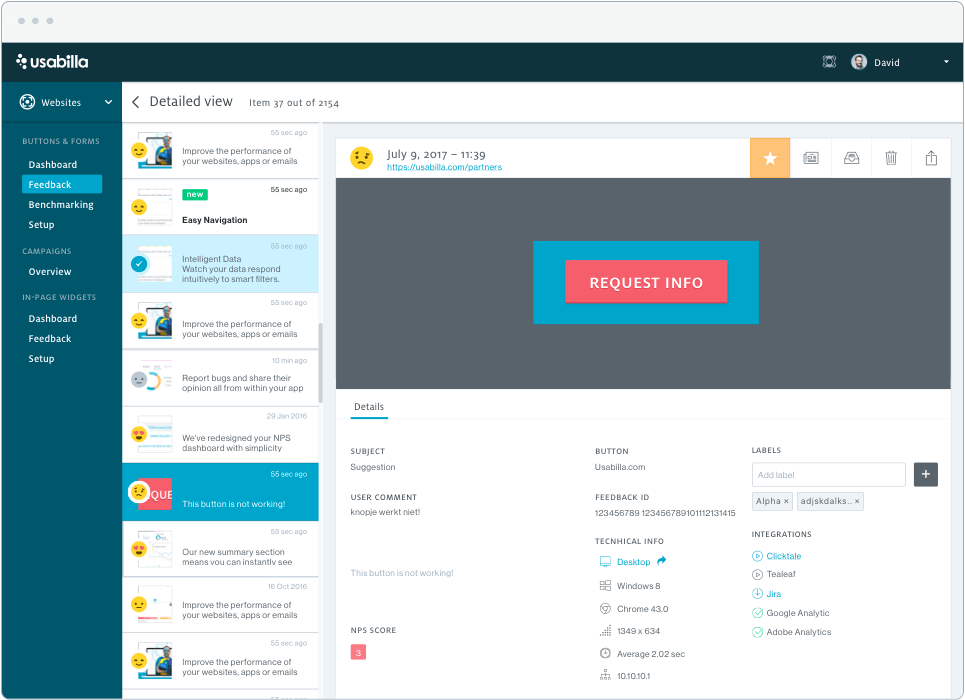 usabilla
David
Websites
Detailed view
Item 37 out of 2154
BUTTONS & FORMS
Dashboard
Feedback
Benchmarking
Setup
CAMPAIGNS
Overview
IN-PAGE WIDGETS
Dashboard
Feedback
Setup
55 sec ago
Improve the performance of
your websites, apps or emails
new
55 sec ago
Easy Navigation
55 sec ago
Intelligent Data
Watch your data respond
intuitively to smart filters.
55 sec ago
Improve the performance of
your websites, apps or emails
10 min ago
Report bugs and share their
opinion all from within your app
29 Jan 2016
We've redesigned your NPS
dashboard with simplicity
55 sec ago
QUE
This button is not working!
55 sec ago
Our new summary section
means you can instantly see
16 Oct 2016
Improve the performance of
your websites, apps or emails
55 sec ago
Improve the performance of
your websites, apps or emails
55 sec ago
July 9, 2017 – 11:39
https://usabilla.com/partners
REQUEST INFO
Details
SUBJECT
Suggestion
USER COMMENT
knopje werkt niet!
This button is not working!
NPS SCORE
3
BUTTON
Usabilla.com
FEEDBACK ID
123456789 123456789101112131415
TECNHICAL INFO
Desktop
Windows 8
Chrome 43.0
1349 x 634
Average 2.02 sec
10.10.10.1
LABELS
Add label
+
Alpha × adjskdalks.. ×
INTEGRATIONS
Clicktale
Tealeaf
Jira
Google Analytic
Adobe Analytics